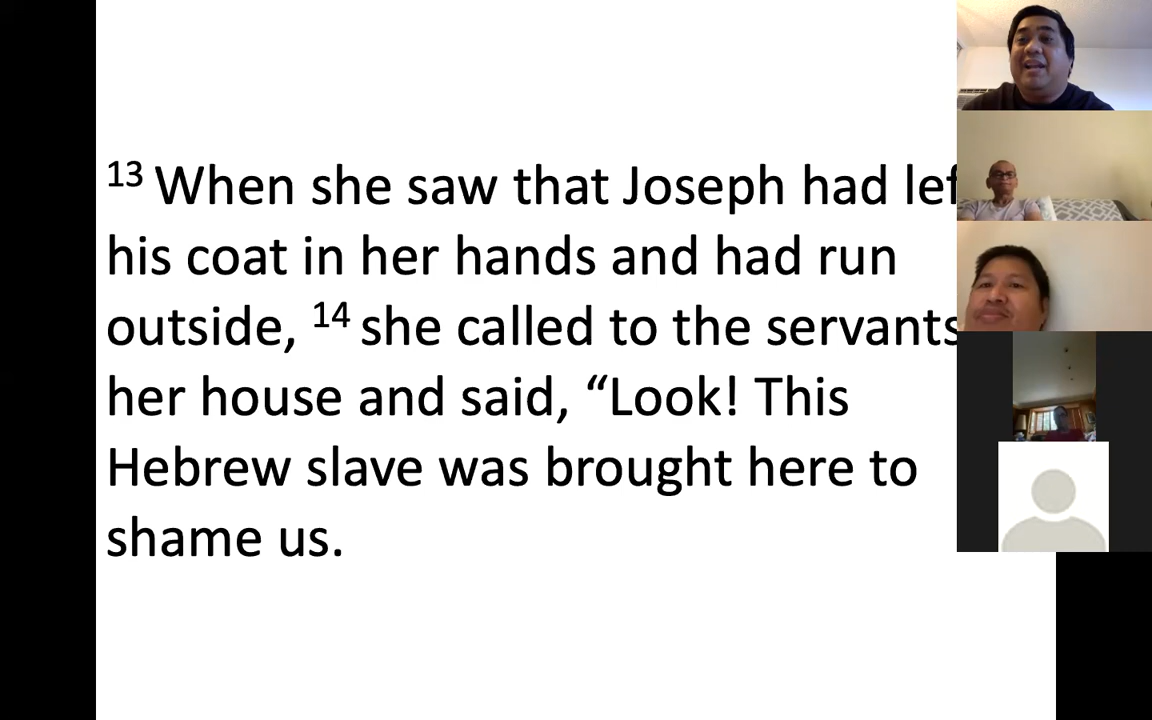 13 When she saw that Joseph had lef
his coat in her hands and had run
outside, 14 she called to the servants
her house and said, “Look! This
Hebrew slave was brought here to
shame us.